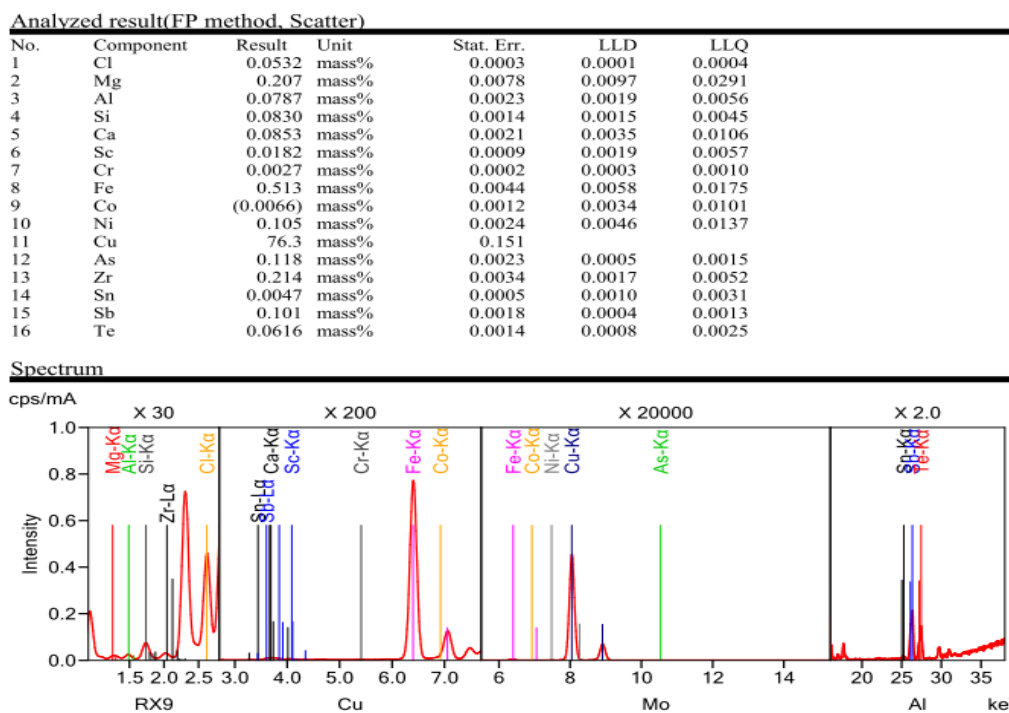 Analyzed result(FP method, Scatter)
No. Component Result Unit Stat. Err. LLD LLQ
1 Cl 0.0532 mass% 0.0003 0.0001 0.0004
2 Mg 0.207 mass% 0.0078 0.0097 0.0291
3 Al 0.0787 mass% 0.0023 0.0019 0.0056
4 Si 0.0830 mass% 0.0014 0.0015 0.0045
5 Ca 0.0853 mass% 0.0021 0.0035 0.0106
6 Sc 0.0182 mass% 0.0009 0.0019 0.0057
7 Cr 0.0027 mass% 0.0002 0.0003 0.0010
8 Fe 0.513 mass% 0.0044 0.0058 0.0175
9 Co (0.0066) mass% 0.0012 0.0034 0.0101
10 Ni 0.105 mass% 0.0024 0.0046 0.0137
11 Cu 76.3 mass% 0.151
12 As 0.118 mass% 0.0023 0.0005 0.0015
13 Zr 0.214 mass% 0.0034 0.0017 0.0052
14 Sn 0.0047 mass% 0.0005 0.0010 0.0031
15 Sb 0.101 mass% 0.0018 0.0004 0.0013
16 Te 0.0616 mass% 0.0014 0.0008 0.0025
Spectrum
cps/mA
X 30 X 200 X 20000 X 2.0
Mg-Kα Al-Kα Si-Kα Zr-Lα Cl-Kα Sn-Lα Sb-Lα Ca-Kα Sc-Kα Cr-Kα Fe-Kα Co-Kα Fe-Kα Co-Kα Ni-Kα Cu-Kα As-Kα Sn-Kα Sb-Kα Te-Kα
Intensity
1.0
0.8
0.6
0.4
0.2
0.0
1.5 2.0 2.5 3.0 4.0 5.0 6.0 7.0 6 8 10 12 14 20 25 30 35
RX9 Cu Mo Al ke